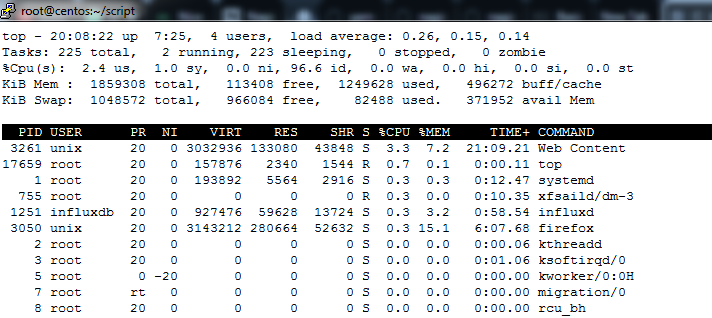 root@centos:~/script
top - 20:08:22 up  7:25,  4 users,  load average: 0.26, 0.15, 0.14
Tasks: 225 total,   2 running, 223 sleeping,   0 stopped,   0 zombie
%Cpu(s):  2.4 us,  1.0 sy,  0.0 ni, 96.6 id,  0.0 wa,  0.0 hi,  0.0 si,  0.0 st
KiB Mem :  1859308 total,   113408 free,  1249628 used,   496272 buff/cache
KiB Swap:  1048572 total,   966084 free,    82488 used.   371952 avail Mem
  PID USER      PR  NI    VIRT    RES    SHR S %CPU %MEM     TIME+ COMMAND
 3261 unix      20   0 3032936 133080  43848 S  3.3  7.2  21:09.21 Web Content
17659 root      20   0  157876   2340   1544 R  0.7  0.1   0:00.11 top
    1 root      20   0  193892   5564   2916 S  0.3  0.3   0:12.47 systemd
  755 root      20   0       0      0      0 R  0.3  0.0   0:10.35 xfsaild/dm-3
 1251 influxdb  20   0  927476  59628  13724 S  0.3  3.2   0:58.54 influxd
 3050 unix      20   0 3143212 280664  52632 S  0.3 15.1   6:07.68 firefox
    2 root      20   0       0      0      0 S  0.0  0.0   0:00.06 kthreadd
    3 root      20   0       0      0      0 S  0.0  0.0   0:01.06 ksoftirqd/0
    5 root       0 -20       0      0      0 S  0.0  0.0   0:00.00 kworker/0:0H
    7 root      rt   0       0      0      0 S  0.0  0.0   0:00.00 migration/0
    8 root      20   0       0      0      0 S  0.0  0.0   0:00.00 rcu_bh